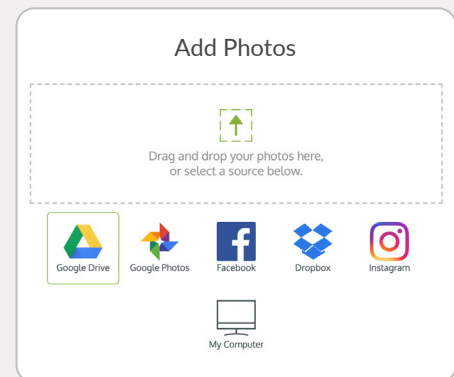 Add Photos
Drag and drop your photos here,
or select a source below.
Google Drive
Google Photos
Facebook
Dropbox
Instagram
My Computer